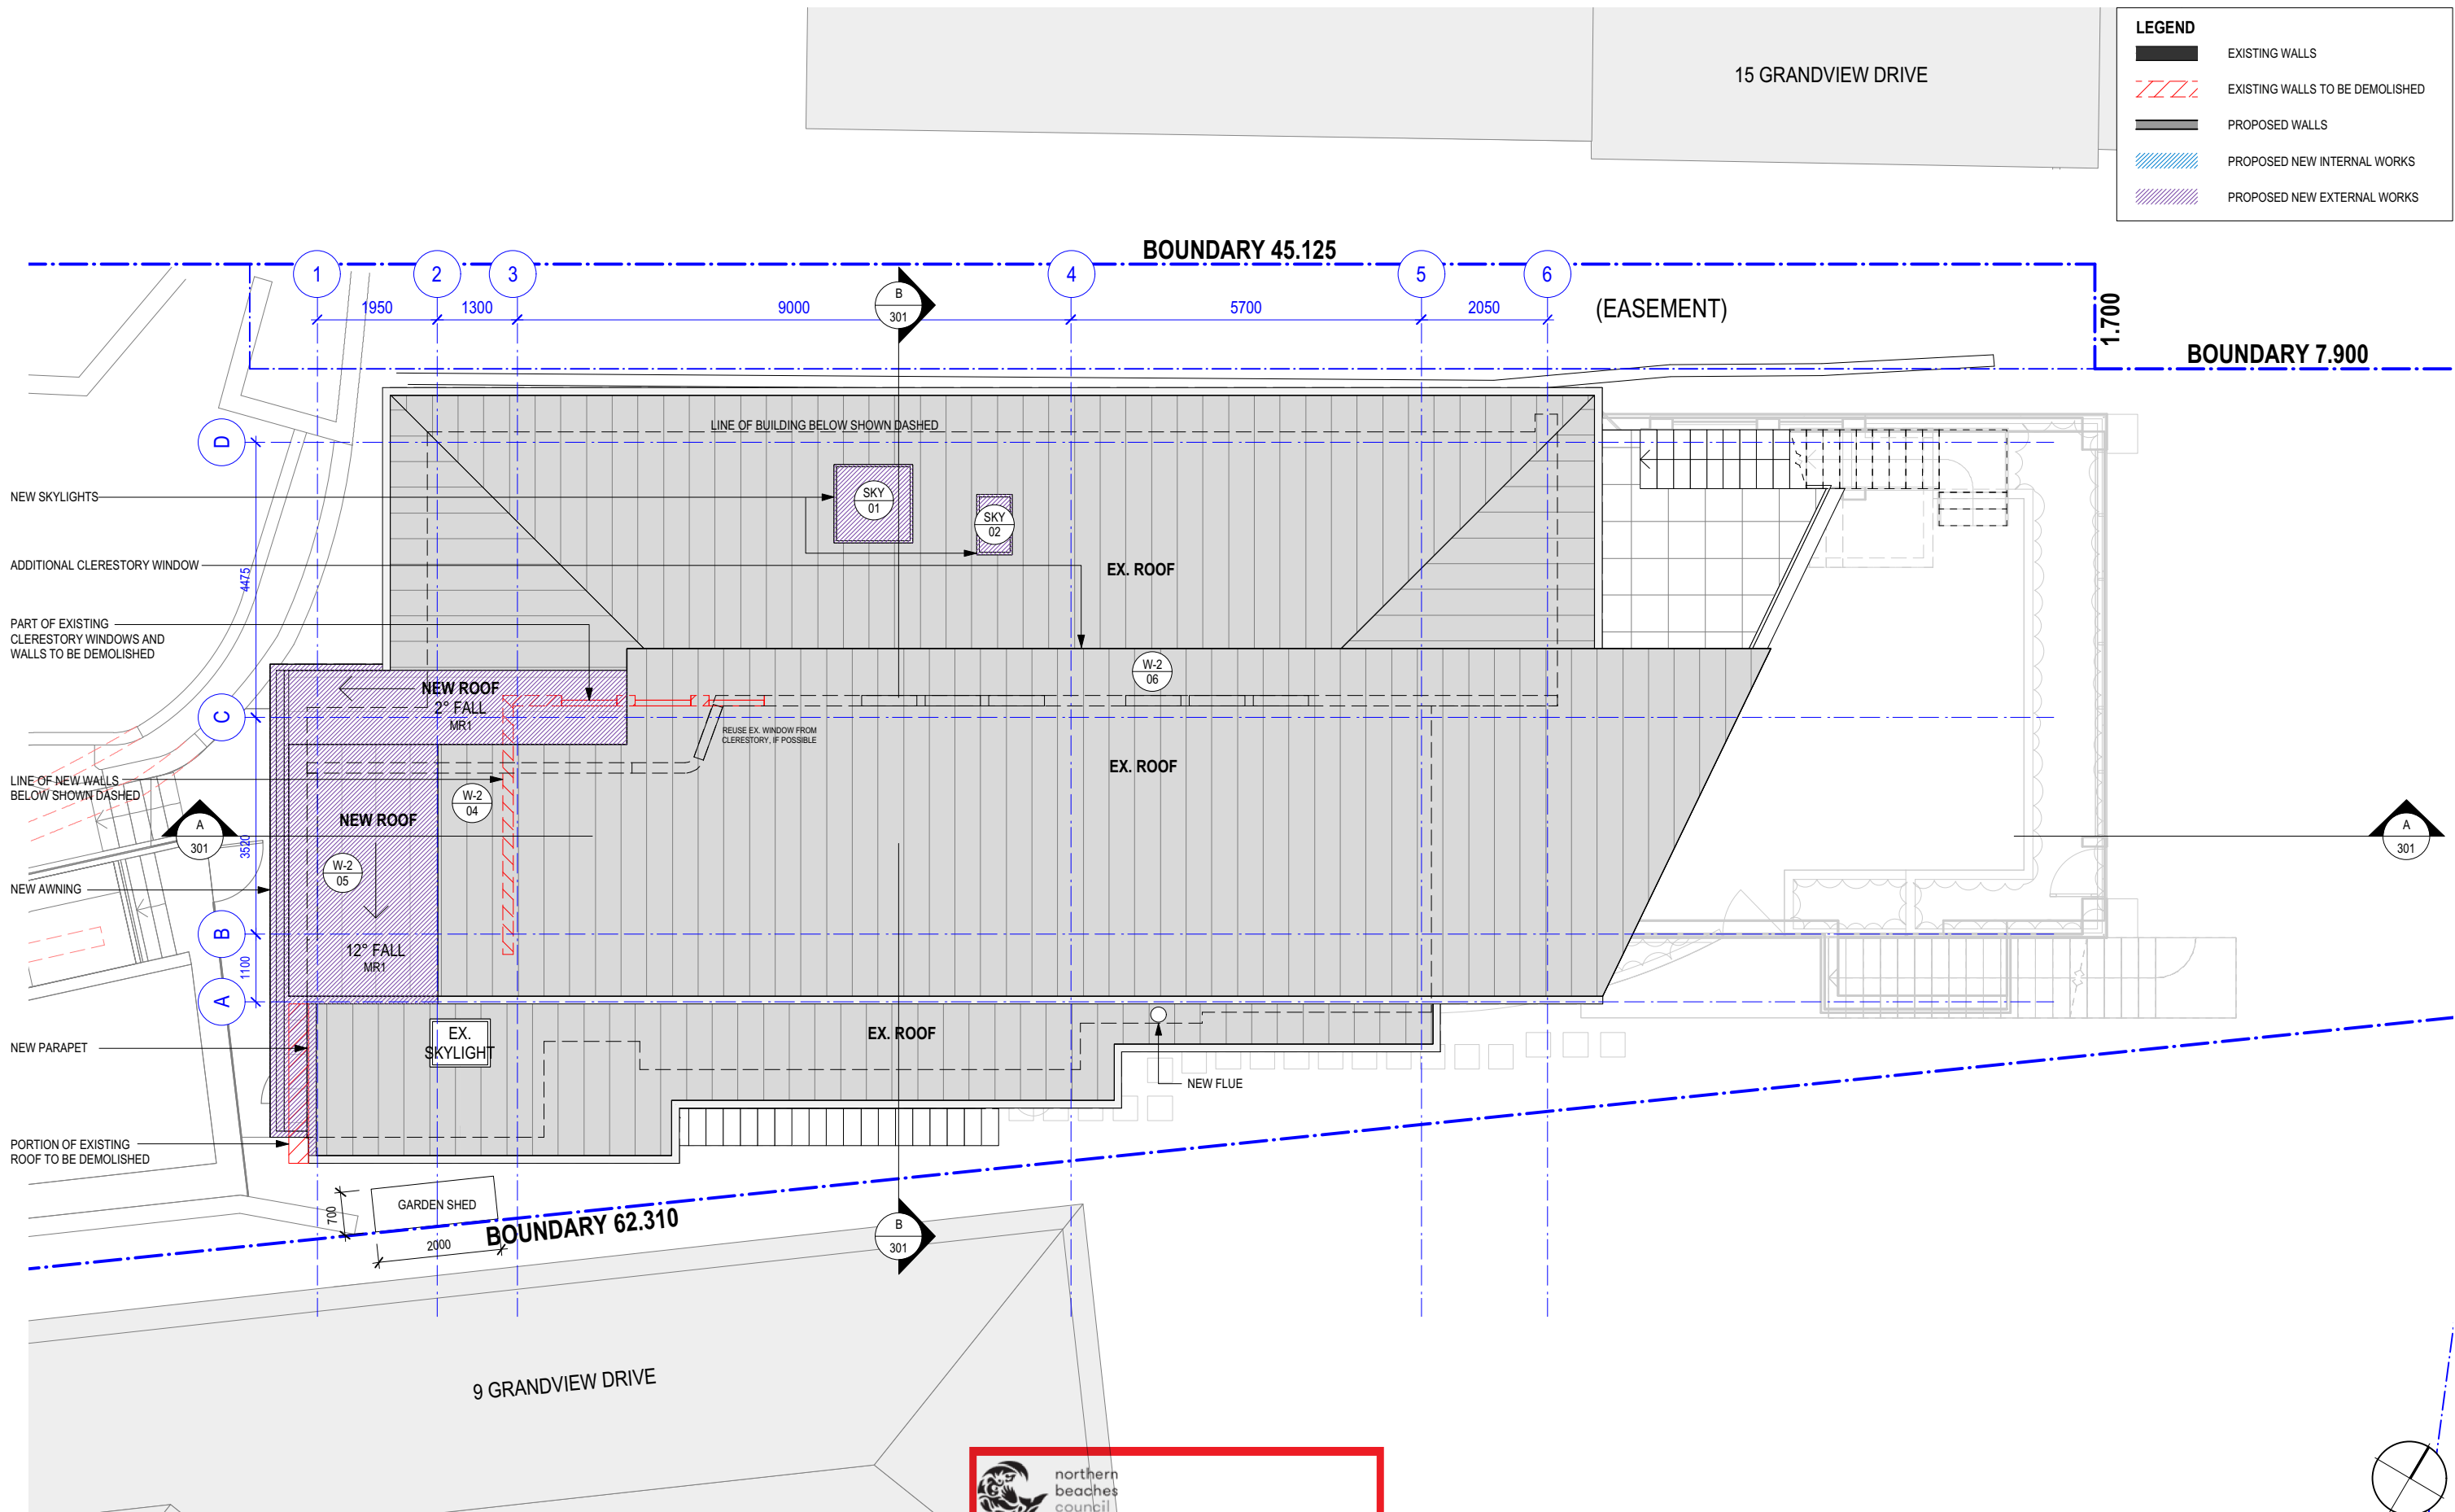 15 GRANDVIEW DRIVE
LEGEND
EXISTING WALLS
EXISTING WALLS TO BE DEMOLISHED
PROPOSED WALLS
PROPOSED NEW INTERNAL WORKS
PROPOSED NEW EXTERNAL WORKS
BOUNDARY 45.125
1
2
3
4
5
6
1950
1300
9000
5700
2050
B
301
(EASEMENT)
1.700
BOUNDARY 7.900
D
LINE OF BUILDING BELOW SHOWN DASHED
NEW SKYLIGHTS
SKY
01
SKY
02
ADDITIONAL CLERESTORY WINDOW
EX. ROOF
4475
PART OF EXISTING
CLERESTORY WINDOWS AND
WALLS TO BE DEMOLISHED
W-2
06
NEW ROOF
2° FALL
MR1
C
REUSE EX. WINDOW FROM
CLERESTORY, IF POSSIBLE
EX. ROOF
LINE OF NEW WALLS
BELOW SHOWN DASHED
W-2
04
NEW ROOF
A
301
3520
A
301
W-2
05
NEW AWNING
B
12° FALL
MR1
1100
A
EX.
SKYLIGHT
EX. ROOF
NEW PARAPET
NEW FLUE
PORTION OF EXISTING
ROOF TO BE DEMOLISHED
GARDEN SHED
700
2000
BOUNDARY 62.310
B
301
9 GRANDVIEW DRIVE
northern
beaches
council